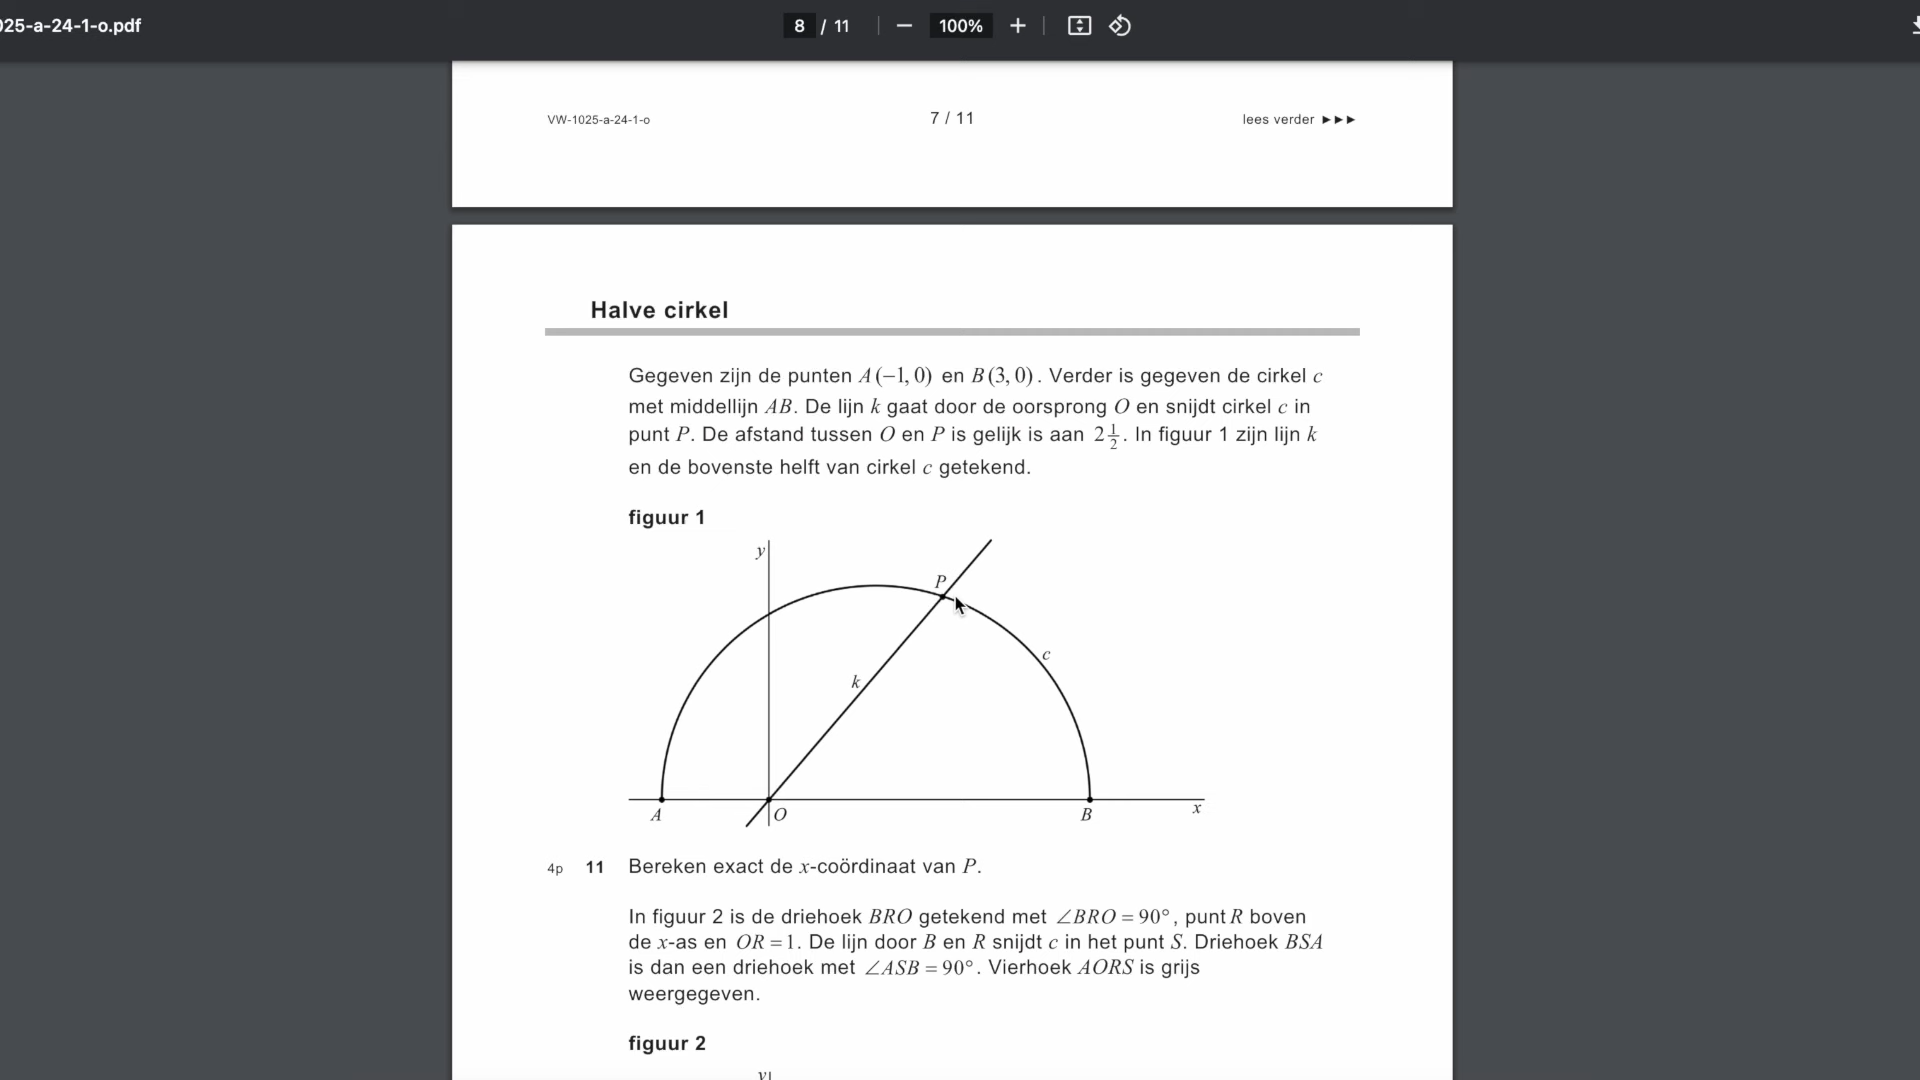 025-a-24-1-o.pdf
8 / 11
100%
VW-1025-a-24-1-o
7 / 11
lees verder ►►►
Halve cirkel
Gegeven zijn de punten A(−1, 0) en B(3, 0). Verder is gegeven de cirkel c
met middellijn AB. De lijn k gaat door de oorsprong O en snijdt cirkel c in
punt P. De afstand tussen O en P is gelijk is aan 2½. In figuur 1 zijn lijn k
en de bovenste helft van cirkel c getekend.
figuur 1
y
P
c
k
A
O
B
x
4p 11 Bereken exact de x-coördinaat van P.
In figuur 2 is de driehoek BRO getekend met ∠BRO = 90°, punt R boven
de x-as en OR = 1. De lijn door B en R snijdt c in het punt S. Driehoek BSA
is dan een driehoek met ∠ASB = 90°. Vierhoek AORS is grijs
weergegeven.
figuur 2
y